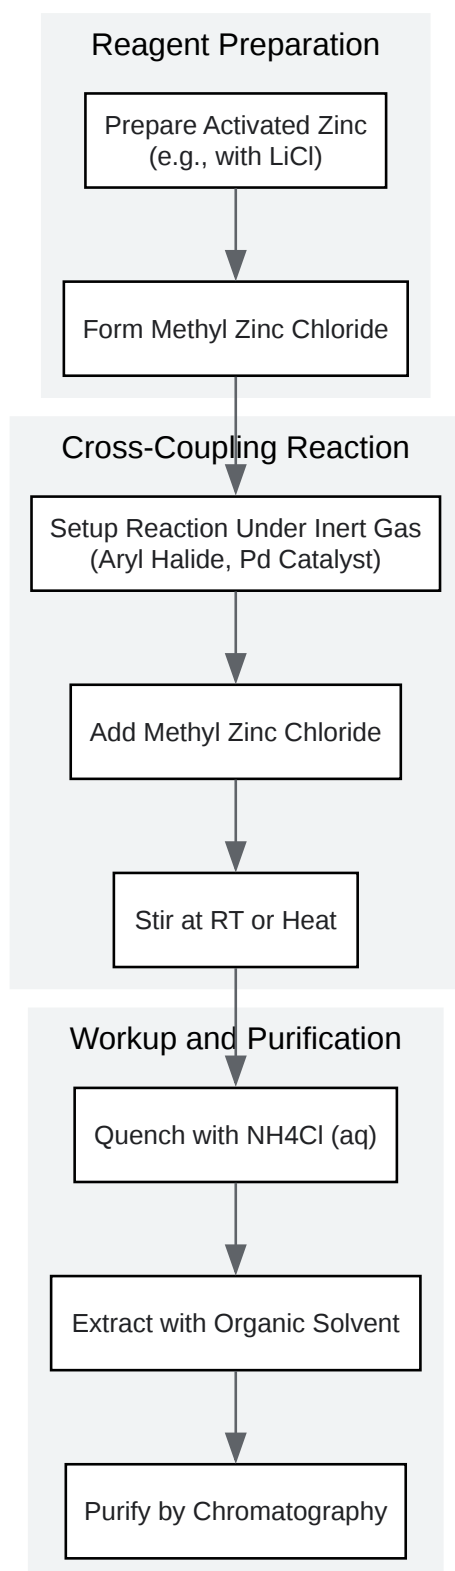 Reagent Preparation
Prepare Activated Zinc
(e.g., with LiCl)
Form Methyl Zinc Chloride
Cross-Coupling Reaction
Setup Reaction Under Inert Gas
(Aryl Halide, Pd Catalyst)
Add Methyl Zinc Chloride
Stir at RT or Heat
Workup and Purification
Quench with NH4Cl (aq)
Extract with Organic Solvent
Purify by Chromatography